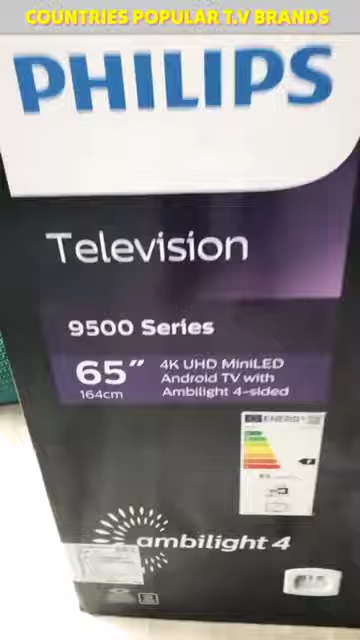 COUNTRIES POPULAR T.V BRANDS
PHILIPS
Television
9500 Series
65"
164cm
4K UHD MiniLED
Android TV with
Ambilight 4-sided
ENERG
ambilight 4